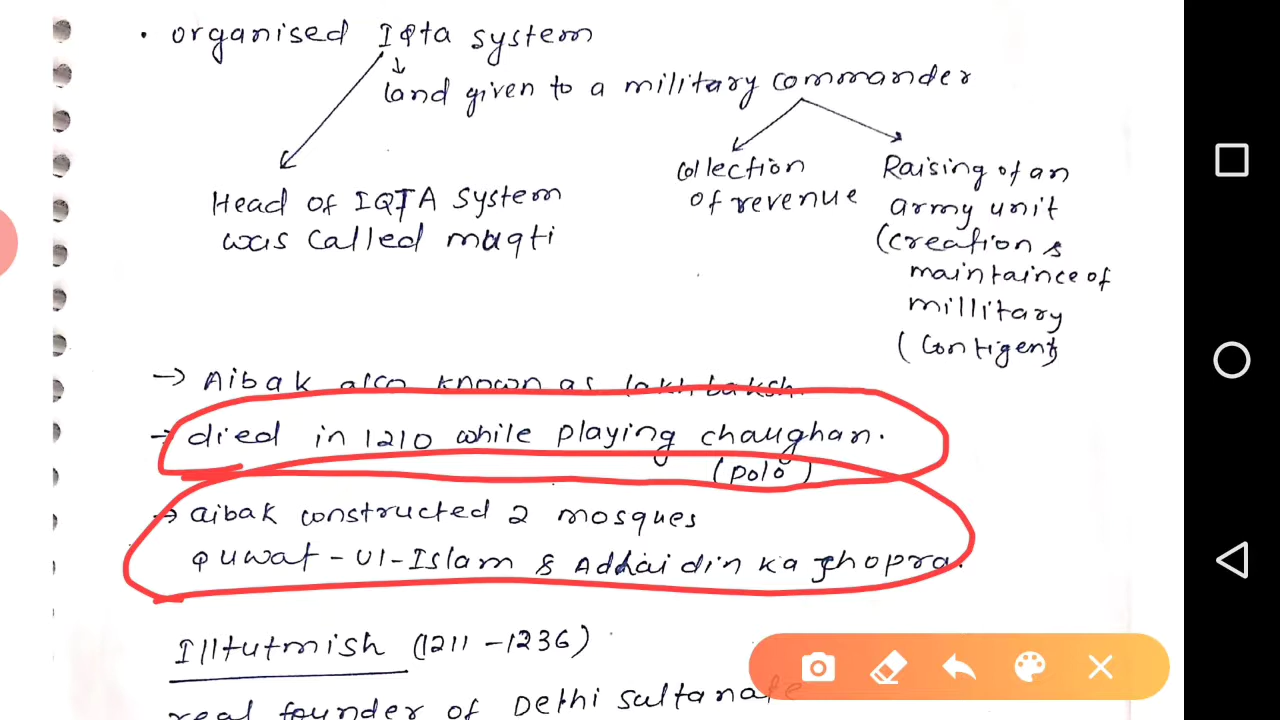 • organised IQta system
land given to a military commander
collection
of revenue
Raising of an
army unit
(creation &
maintaince of
millitary
(contigent)
Head of IQTA system
was called muqti
→ Aibak also known as lakh baksh.
→ died in 1210 while playing chaughan.
(polo)
→ aibak constructed 2 mosques
Quwat-Ul-Islam & Adhai din ka jhopra.
Illtutmish (1211-1236)
real founder of Delhi sultanate